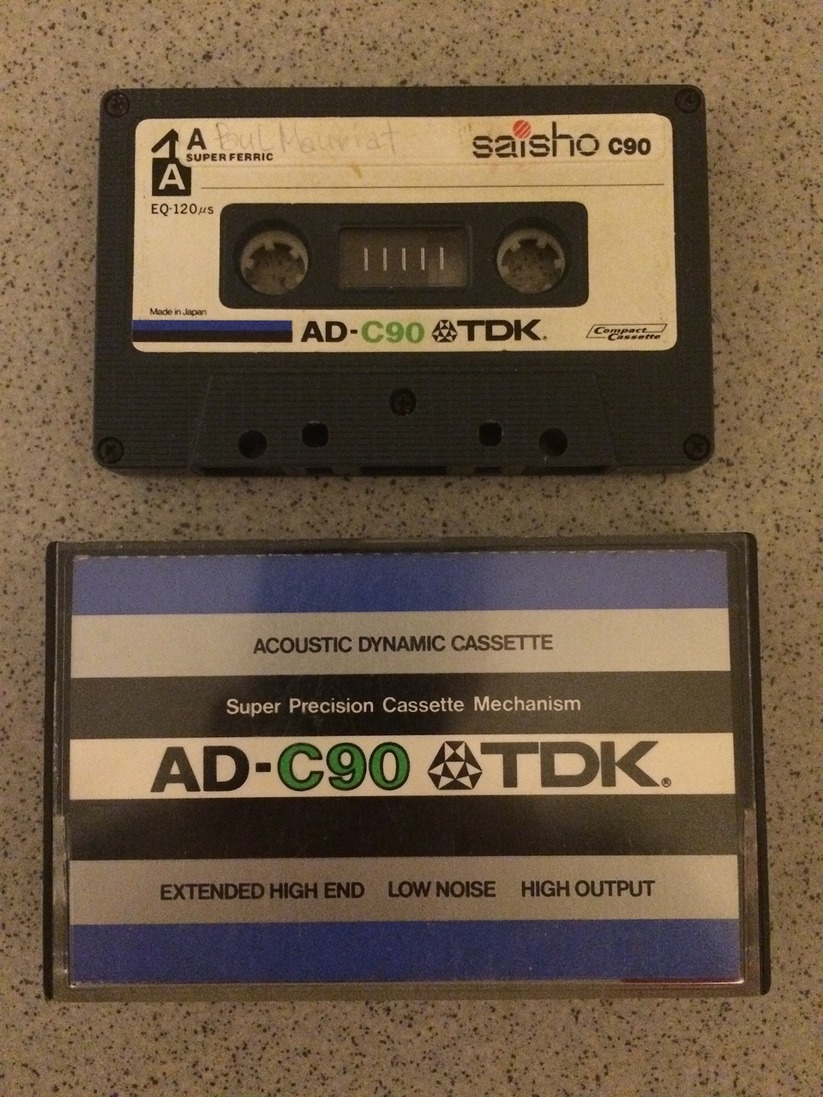 A Paul Mauriat saisho C90
SUPER FERRIC
A
EQ-120μs
Made in Japan
AD-C90 TDK.
Compact
Cassette
ACOUSTIC DYNAMIC CASSETTE
Super Precision Cassette Mechanism
AD-C90 TDK®
EXTENDED HIGH END LOW NOISE HIGH OUTPUT